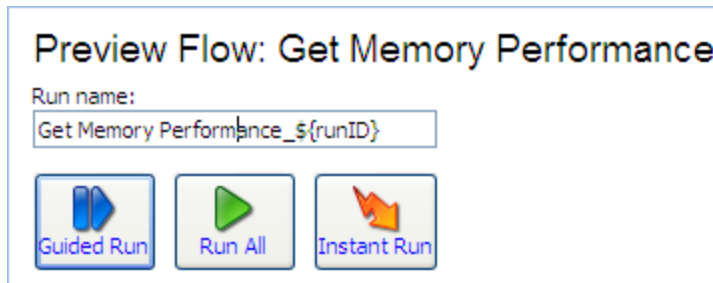 Preview Flow: Get Memory Performance
Run name:
Get Memory Performance_${runID}
Guided Run Run All Instant Run